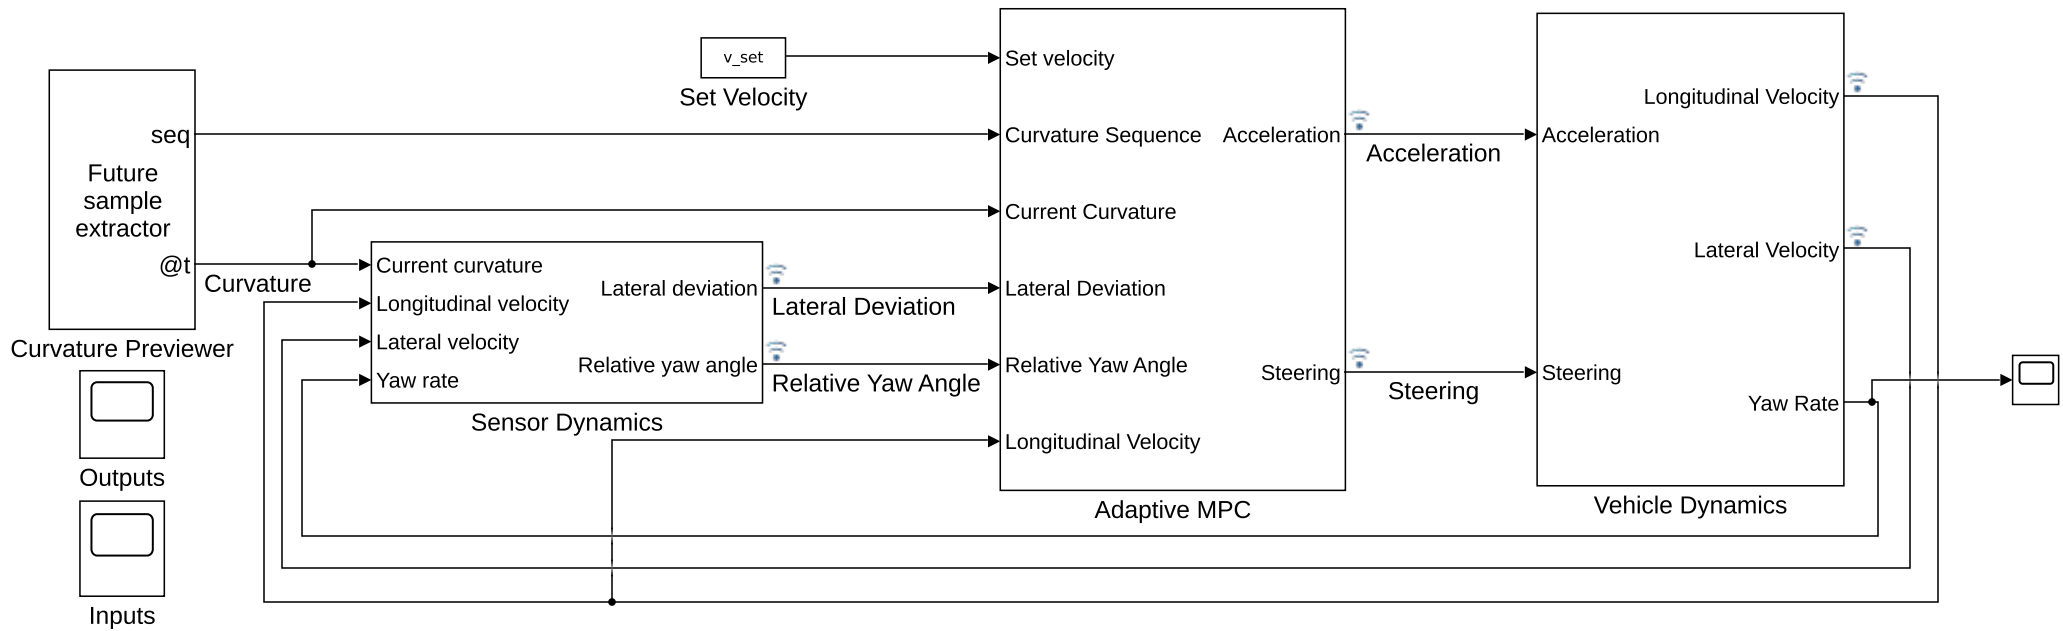 v_set
Set Velocity
seq
Future
sample
extractor
@t
Curvature
Curvature Previewer
Outputs
Inputs
Current curvature
Longitudinal velocity
Lateral velocity
Yaw rate
Lateral deviation
Relative yaw angle
Sensor Dynamics
Lateral Deviation
Relative Yaw Angle
Set velocity
Curvature Sequence
Current Curvature
Lateral Deviation
Relative Yaw Angle
Longitudinal Velocity
Acceleration
Steering
Adaptive MPC
Acceleration
Steering
Acceleration
Steering
Longitudinal Velocity
Lateral Velocity
Yaw Rate
Vehicle Dynamics